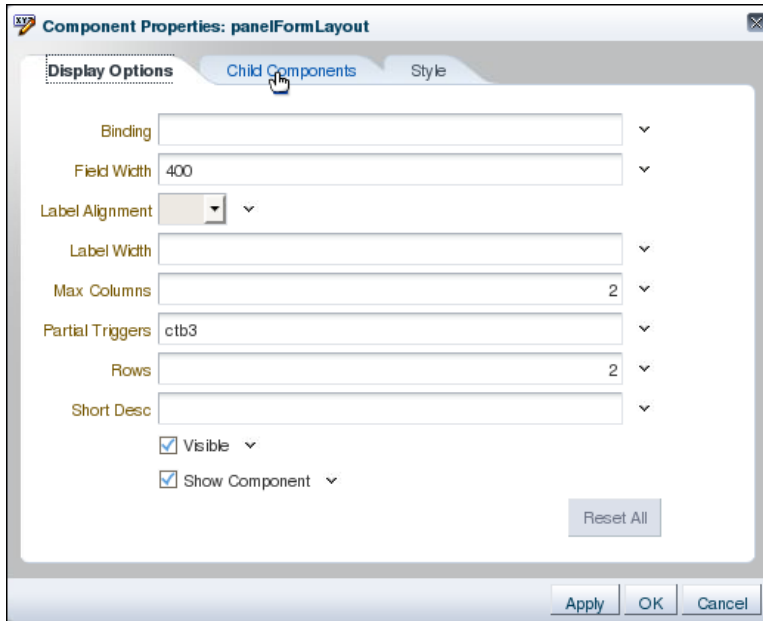 Component Properties: panelFormLayout
Display Options Child Components Style
Binding
Field Width 400
Label Alignment
Label Width
Max Columns 2
Partial Triggers ctb3
Rows 2
Short Desc
Visible
Show Component
Reset All
Apply OK Cancel